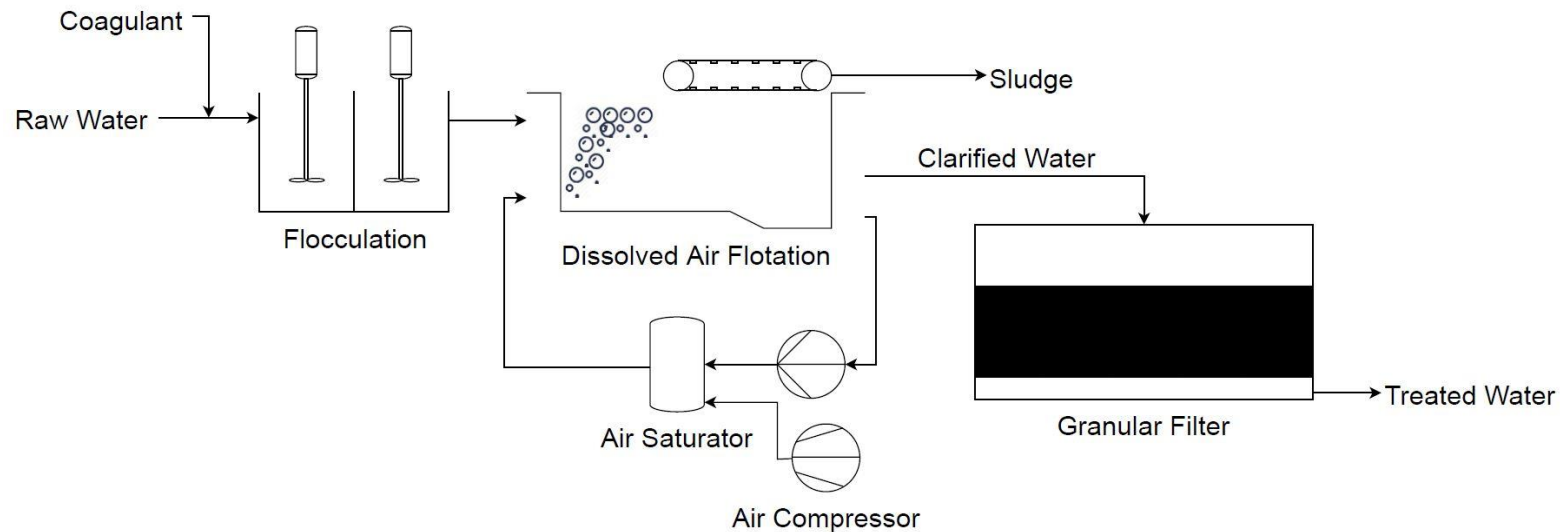 Coagulant
Raw Water
Flocculation
Dissolved Air Flotation
Sludge
Clarified Water
Air Saturator
Air Compressor
Granular Filter
Treated Water